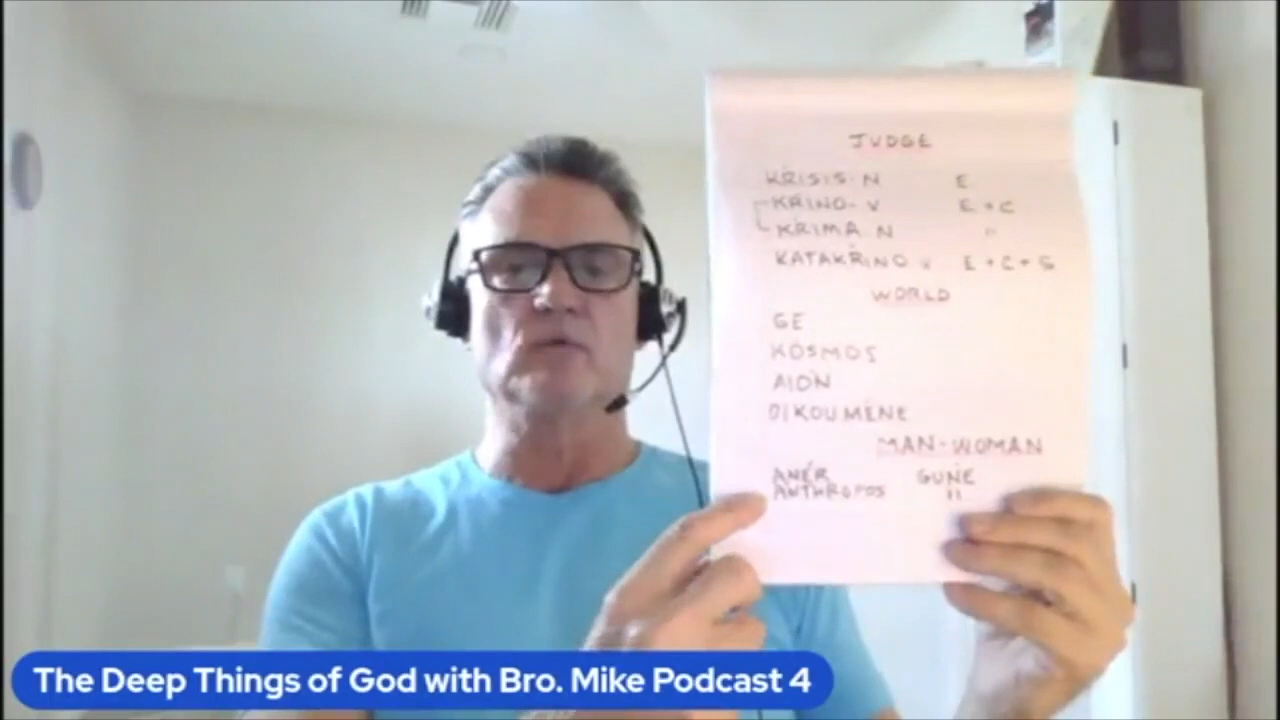 JUDGE
KRISIS-N E
KRINO-V E+C
KRIMA N "
KATAKRINO V E+C+S
WORLD
GE
KOSMOS
AION
OIKOUMENE
MAN-WOMAN
ANER GUNE
ANTHROPOS "
The Deep Things of God with Bro. Mike Podcast 4